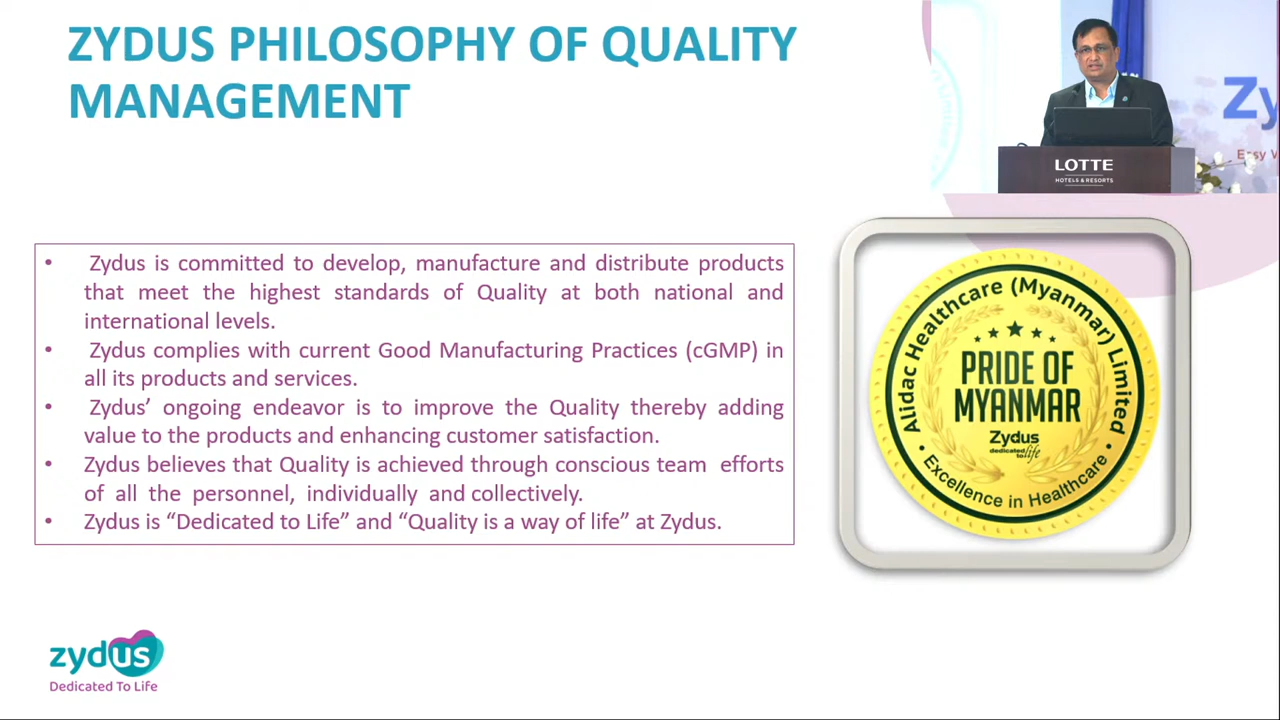 ZYDUS PHILOSOPHY OF QUALITY
MANAGEMENT
LOTTE
HOTELS & RESORTS
Zy
Easy
• Zydus is committed to develop, manufacture and distribute products
that meet the highest standards of Quality at both national and
international levels.
• Zydus complies with current Good Manufacturing Practices (cGMP) in
all its products and services.
• Zydus’ ongoing endeavor is to improve the Quality thereby adding
value to the products and enhancing customer satisfaction.
• Zydus believes that Quality is achieved through conscious team efforts
of all the personnel, individually and collectively.
• Zydus is “Dedicated to Life” and “Quality is a way of life” at Zydus.
Alidac Healthcare (Myanmar) Limited
PRIDE OF
MYANMAR
Zydus
dedicated
to life
• Excellence in Healthcare •
zydus
Dedicated To Life